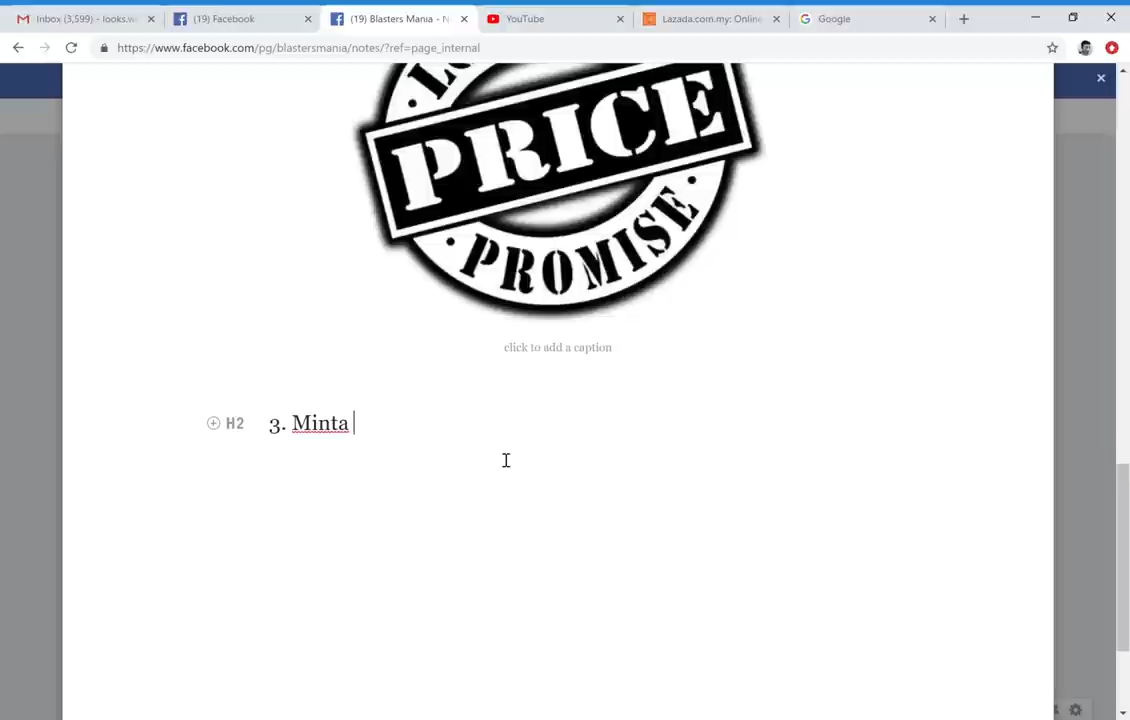 Inbox (3,599) - looks.w
(19) Facebook
(19) Blasters Mania - N
YouTube
Lazada.com.my: Online
Google
https://www.facebook.com/pg/blastersmania/notes/?ref=page_internal
PRICE
PROMISE
click to add a caption
H2
3. Minta